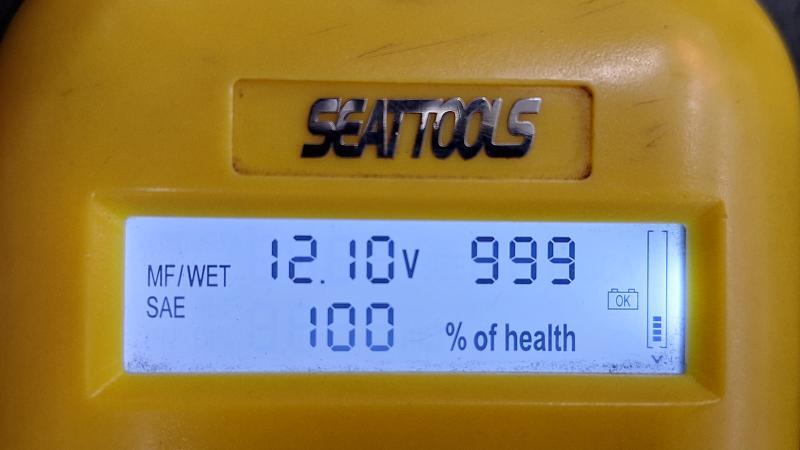 SEATTOOLS
MF/WET 12.10V 999
SAE 100 % of health
OK